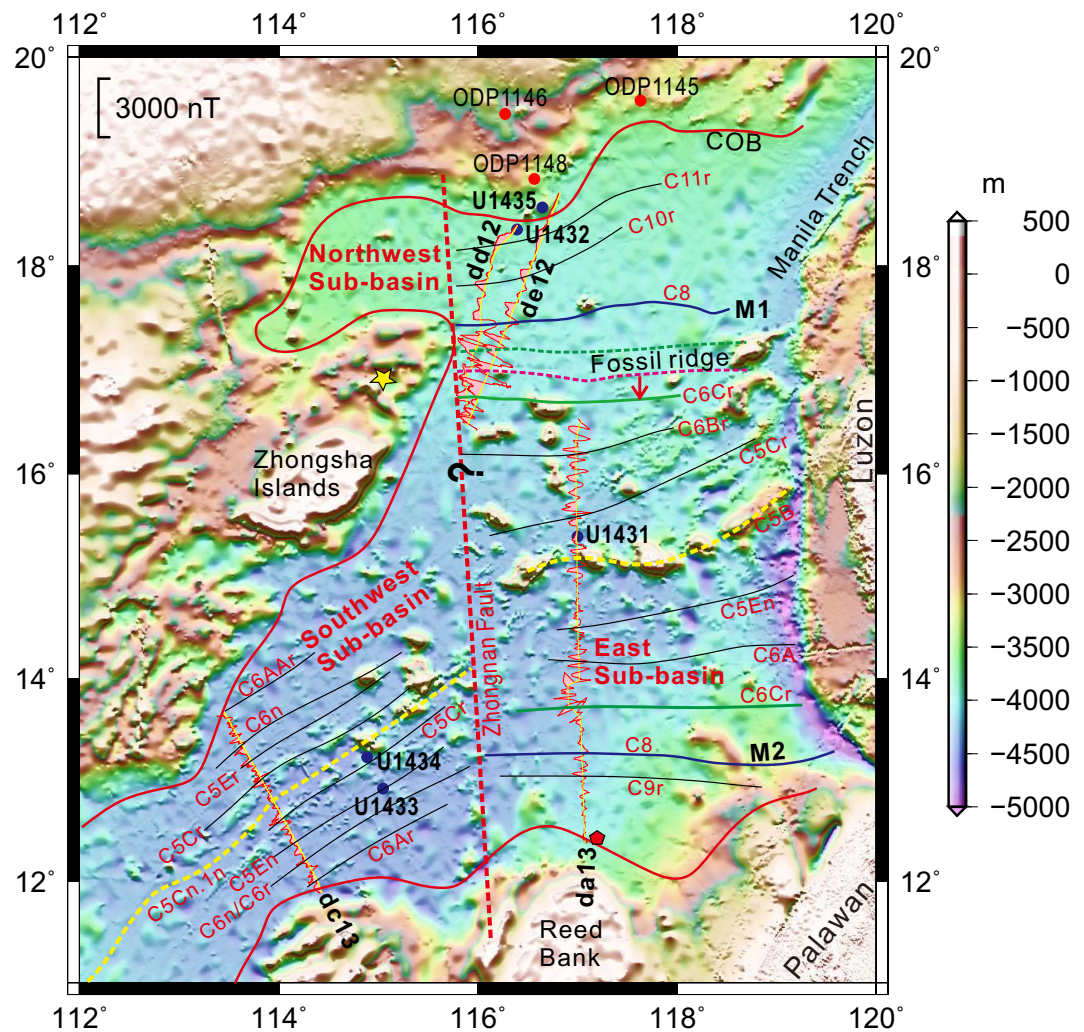 112˚
114˚
116˚
118˚
120˚
20˚
20˚
3000 nT
ODP1146
ODP1145
COB
Manila Trench
ODP1148
U1435
C11r
C10r
U1432
dd12
de12
Northwest
Sub-basin
18˚
18˚
C8
M1
Fossil ridge
C6Cr
C6Br
C5Cr
Luzon
Zhongsha
Islands
?
16˚
16˚
U1431
C5B
Southwest
Sub-basin
Zhongnan Fault
C5En
East
Sub-basin
C6A
C6AAr
C6n
C5Er
C5Cr
C5Cn.1n
C5Cr
C6Cr
14˚
14˚
U1434
U1433
C8
M2
C9r
C5En
C6n/C6r
C6Ar
dc13
da13
12˚
12˚
Reed
Bank
Palawan
112˚
114˚
116˚
118˚
120˚
m
500
0
−500
−1000
−1500
−2000
−2500
−3000
−3500
−4000
−4500
−5000